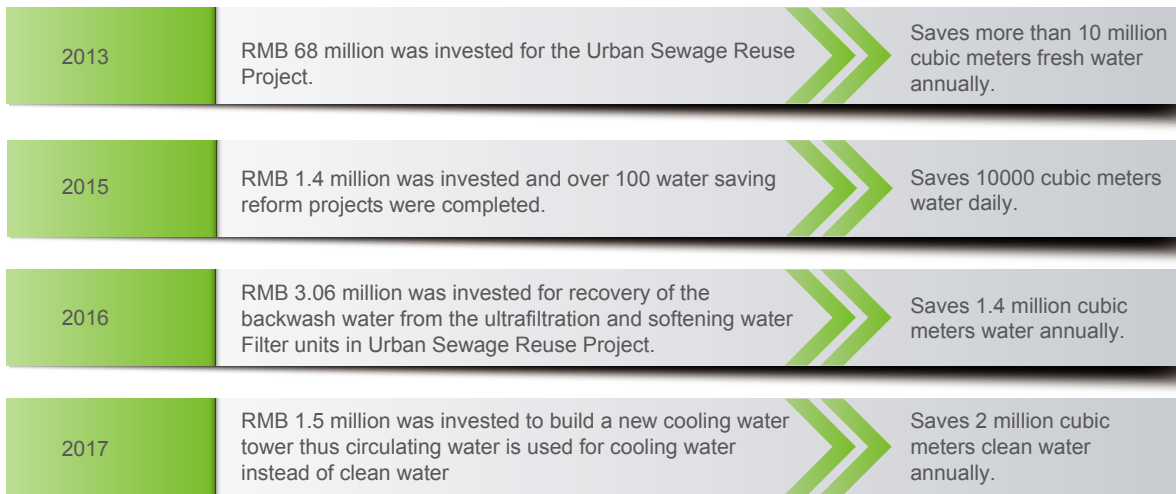 2013
RMB 68 million was invested for the Urban Sewage Reuse
Project.
Saves more than 10 million
cubic meters fresh water
annually.
2015
RMB 1.4 million was invested and over 100 water saving
reform projects were completed.
Saves 10000 cubic meters
water daily.
2016
RMB 3.06 million was invested for recovery of the
backwash water from the ultrafiltration and softening water
Filter units in Urban Sewage Reuse Project.
Saves 1.4 million cubic
meters water annually.
2017
RMB 1.5 million was invested to build a new cooling water
tower thus circulating water is used for cooling water
instead of clean water
Saves 2 million cubic
meters clean water
annually.